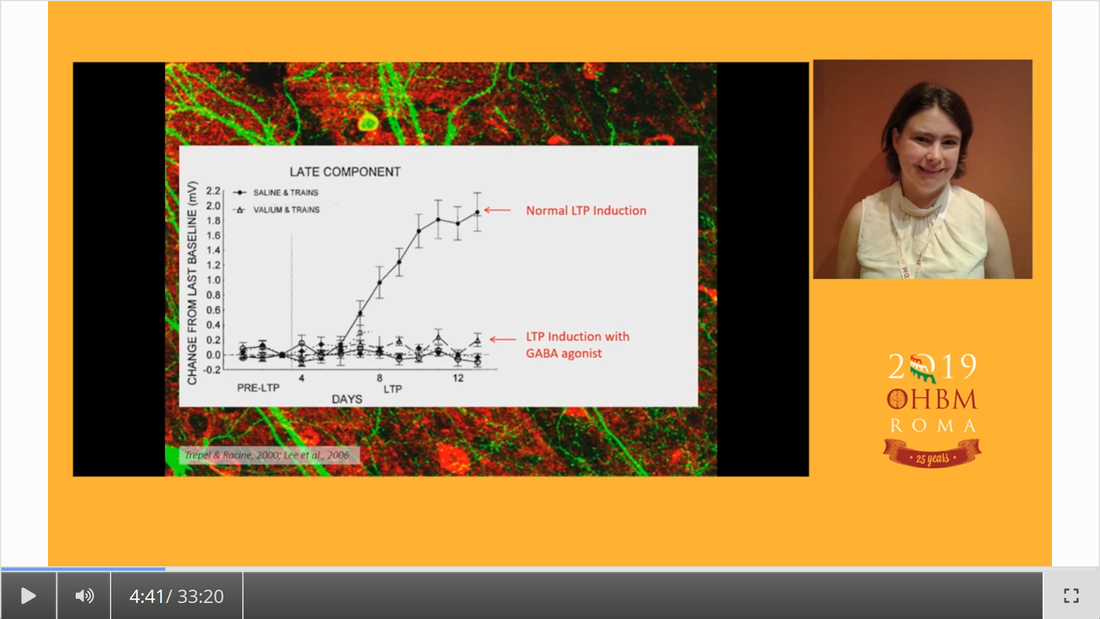 LATE COMPONENT
SALINE & TRAINS
VALIUM & TRAINS
CHANGE FROM LAST BASELINE (mV)
2.2
2.0
1.8
1.6
1.4
1.2
1.0
0.8
0.6
0.4
0.2
0.0
-0.2
4
8
12
PRE-LTP
LTP
DAYS
Normal LTP Induction
LTP Induction with
GABA agonist
Trepel & Racine, 2000; Lee et al., 2006
2019
OHBM
ROMA
• 25 years •
4:41/ 33:20